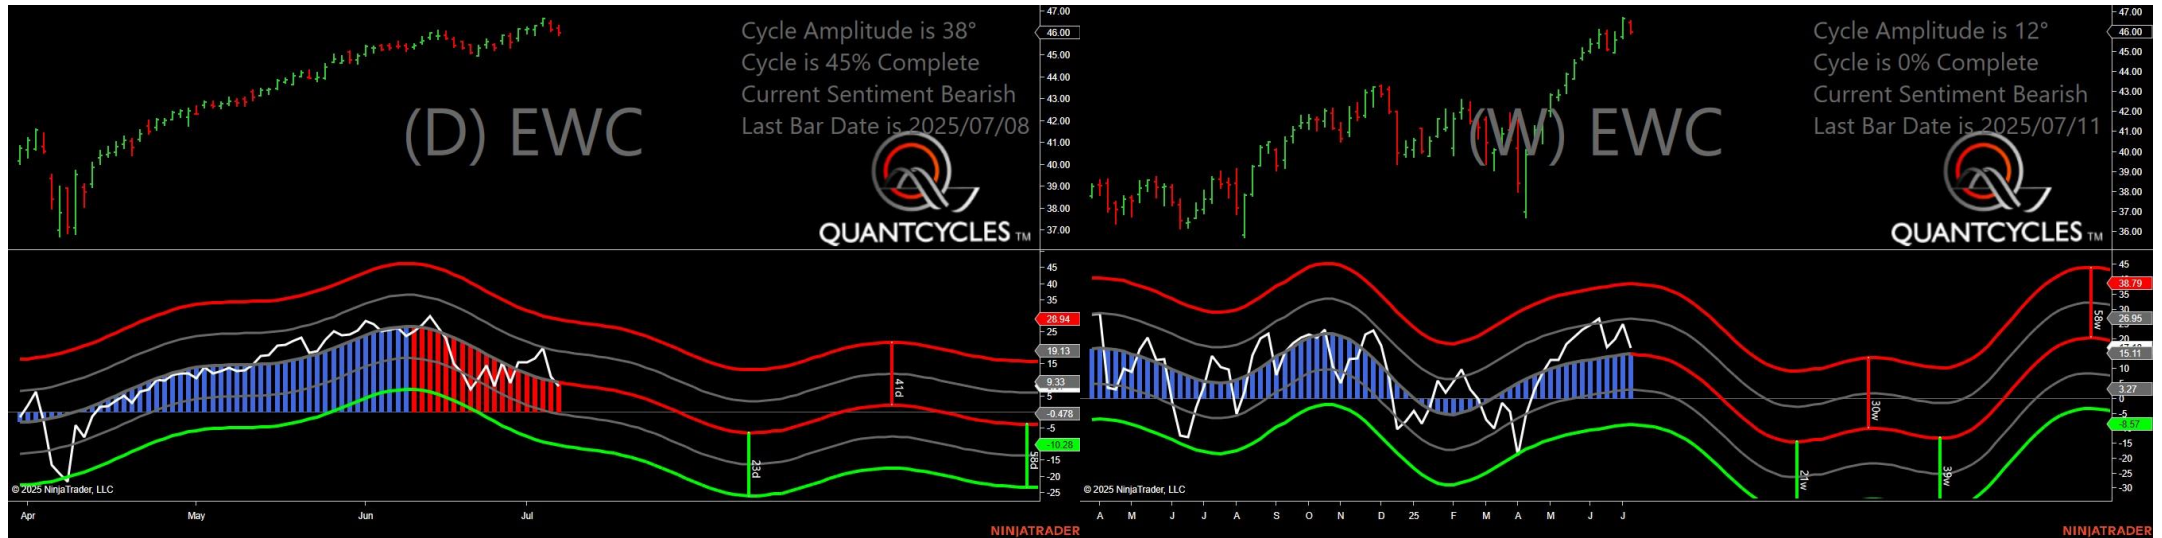 Cycle Amplitude is 38°
Cycle is 45% Complete
Current Sentiment Bearish
Last Bar Date is 2025/07/08
(D) EWC
QUANTCYCLES TM
47.00
46.00
45.00
44.00
43.00
42.00
41.00
40.00
39.00
38.00
37.00
45
40
35
28.94
25
19.13
15
9.33
5
-0.478
-5
-10.28
-15
-20
-25
23d
41d
58d
© 2025 NinjaTrader, LLC
Apr May Jun Jul
NINJATRADER
Cycle Amplitude is 12°
Cycle is 0% Complete
Current Sentiment Bearish
Last Bar Date is 2025/07/11
(W) EWC
QUANTCYCLES TM
47.00
46.00
45.00
44.00
43.00
42.00
41.00
40.00
39.00
38.00
37.00
36.00
45
38.79
35
26.95
20
15.11
10
3.27
0
-5
-8.57
-15
-20
-25
-30
21w
30w
39w
58w
© 2025 NinjaTrader, LLC
A M J J A S O N D 25 F M A M J J
NINJATRADER